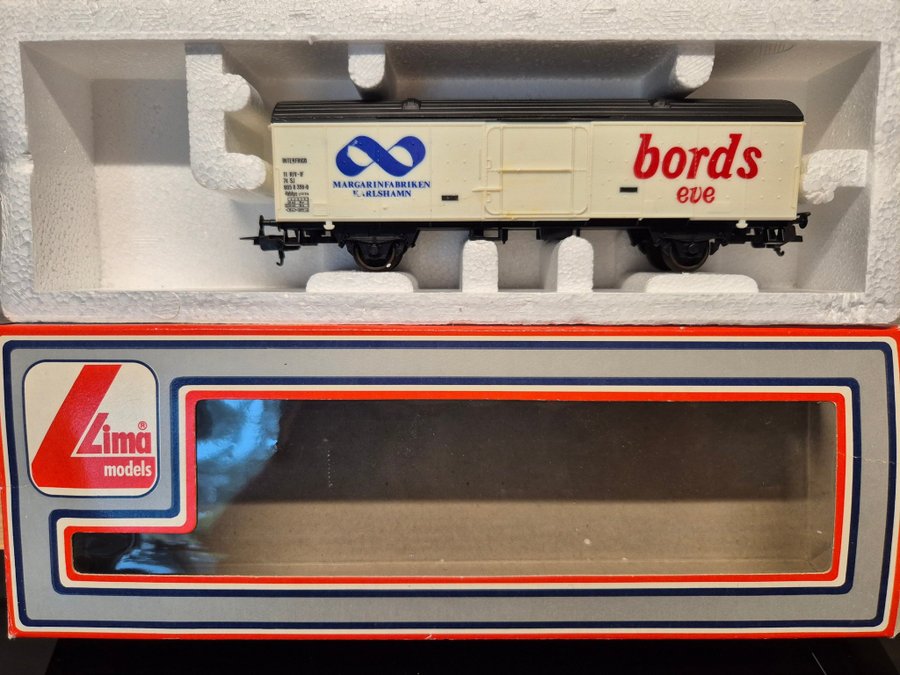 INTERFRIGO
MARGARINFABRIKEN
KARLSHAMN
bords
eve
Lima®
models